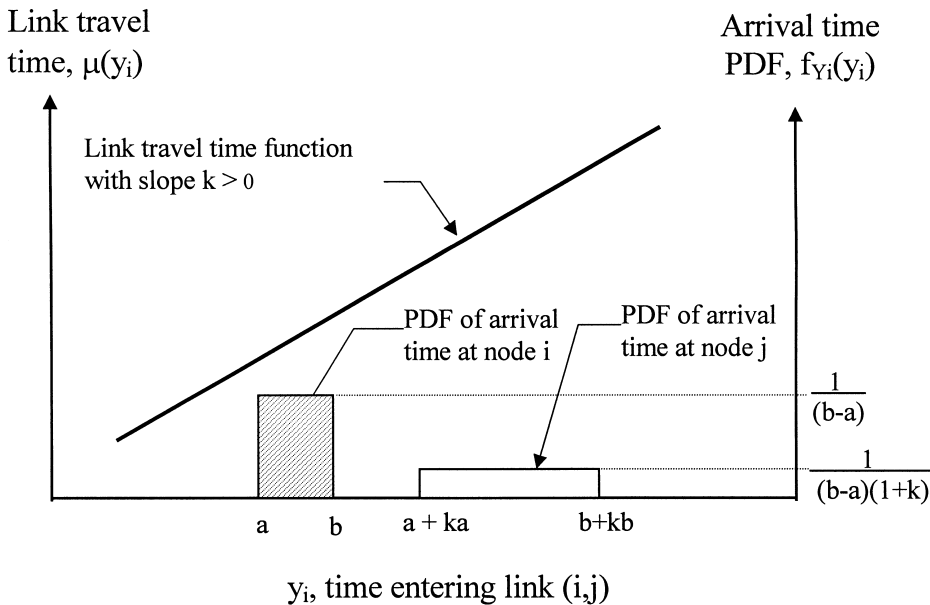 Link travel
time, μ(yi)
Arrival time
PDF, fYi(yi)
Link travel time function
with slope k > 0
PDF of arrival
time at node i
PDF of arrival
time at node j
1
(b-a)
1
(b-a)(1+k)
a
b
a + ka
b+kb
yi, time entering link (i,j)